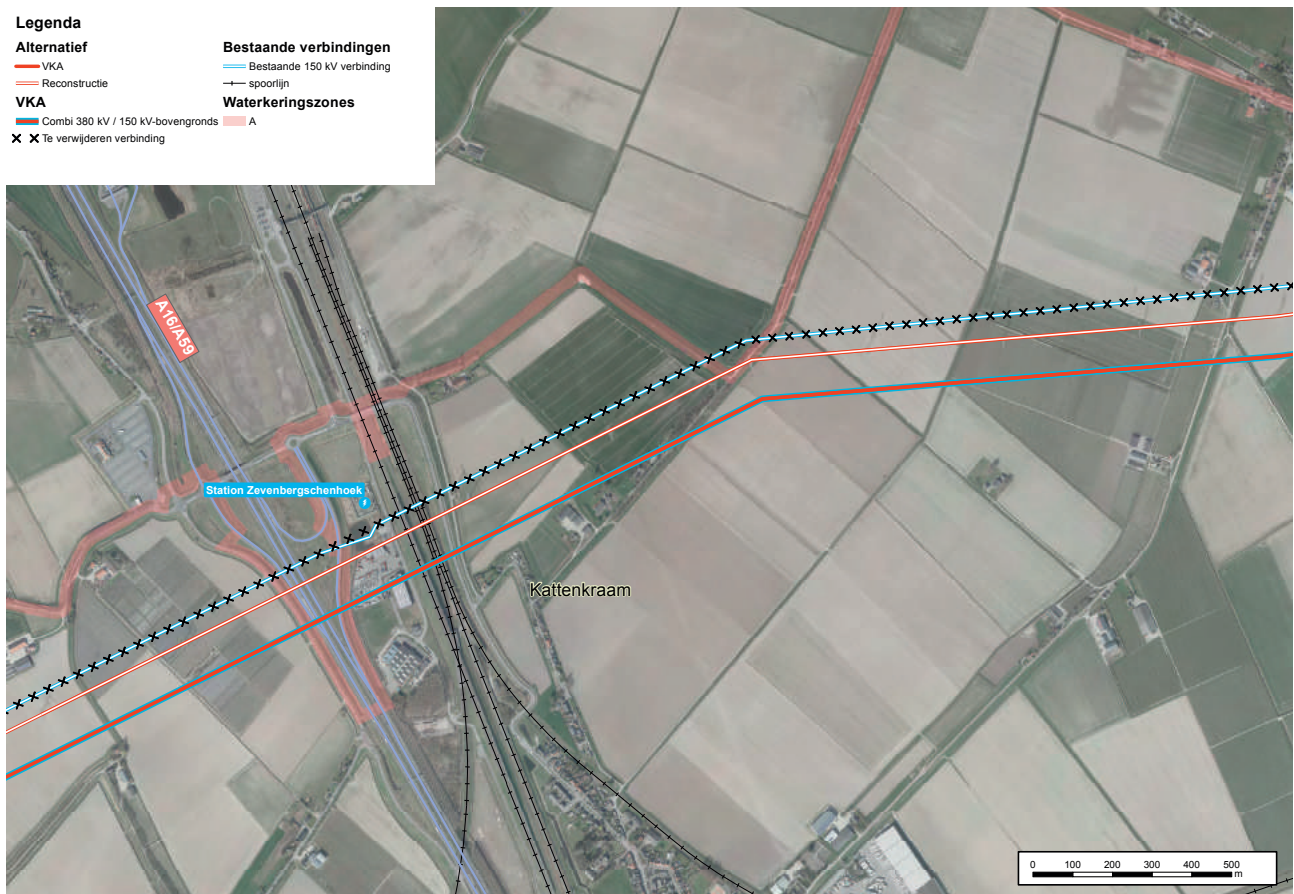 Legenda
Alternatief
VKA
Reconstructie
VKA
Combi 380 kV / 150 kV-bovengronds
Te verwijderen verbinding
Bestaande verbindingen
Bestaande 150 kV verbinding
spoorlijn
Waterkeringszones
A
A16/A59
Station Zevenbergschenhoek
Kattenkraam
0 100 200 300 400 500
m